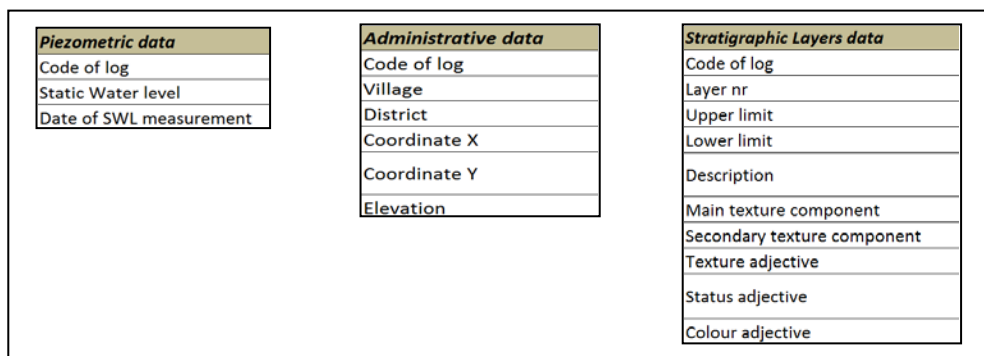 Piezometric data
Code of log
Static Water level
Date of SWL measurement
Administrative data
Code of log
Village
District
Coordinate X
Coordinate Y
Elevation
Stratigraphic Layers data
Code of log
Layer nr
Upper limit
Lower limit
Description
Main texture component
Secondary texture component
Texture adjective
Status adjective
Colour adjective